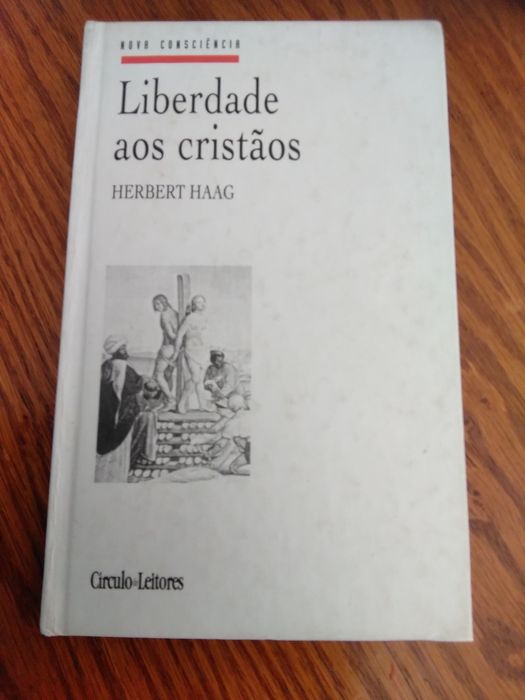 NOVA CONSCIÊNCIA
Liberdade
aos cristãos
HERBERT HAAG
Círculo de Leitores